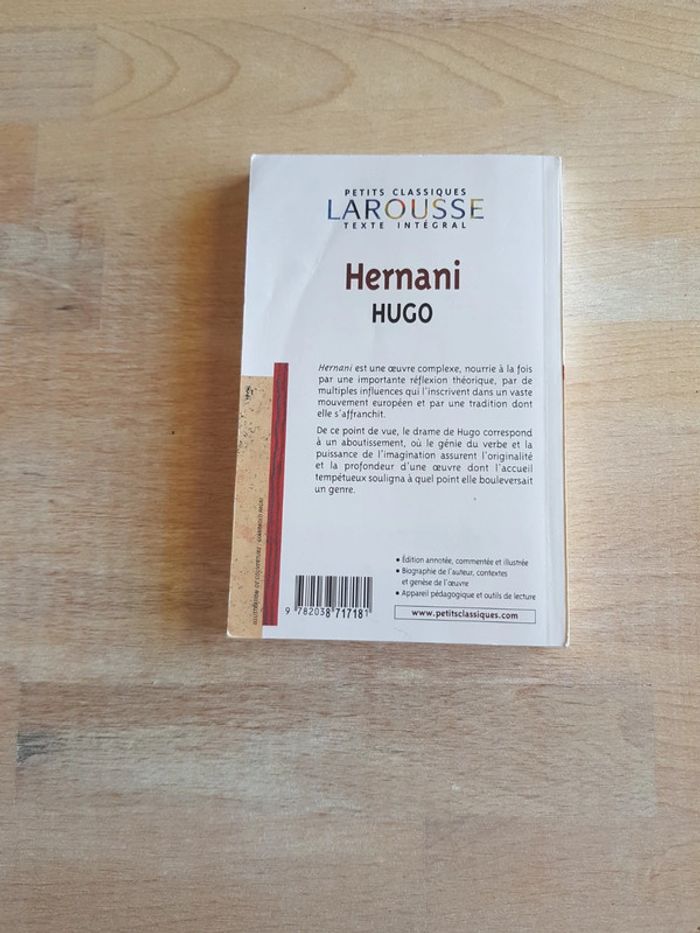 PETITS CLASSIQUES
LAROUSSE
TEXTE INTÉGRAL
Hernani
HUGO
Hernani est une œuvre complexe, nourrie à la fois
par une importante réflexion théorique, par de
multiples influences qui l'inscrivent dans un vaste
mouvement européen et par une tradition dont
elle s'affranchit.
De ce point de vue, le drame de Hugo correspond
à un aboutissement, où le génie du verbe et la
puissance de l'imagination assurent l'originalité
et la profondeur d'une œuvre dont l'accueil
tempétueux souligna à quel point elle bouleversait
un genre.
ILLUSTRATION DE COUVERTURE :
• Édition annotée, commentée et illustrée
• Biographie de l'auteur, contextes
et genèse de l'œuvre
• Appareil pédagogique et outils de lecture
www.petitsclassiques.com
9 782038 717181